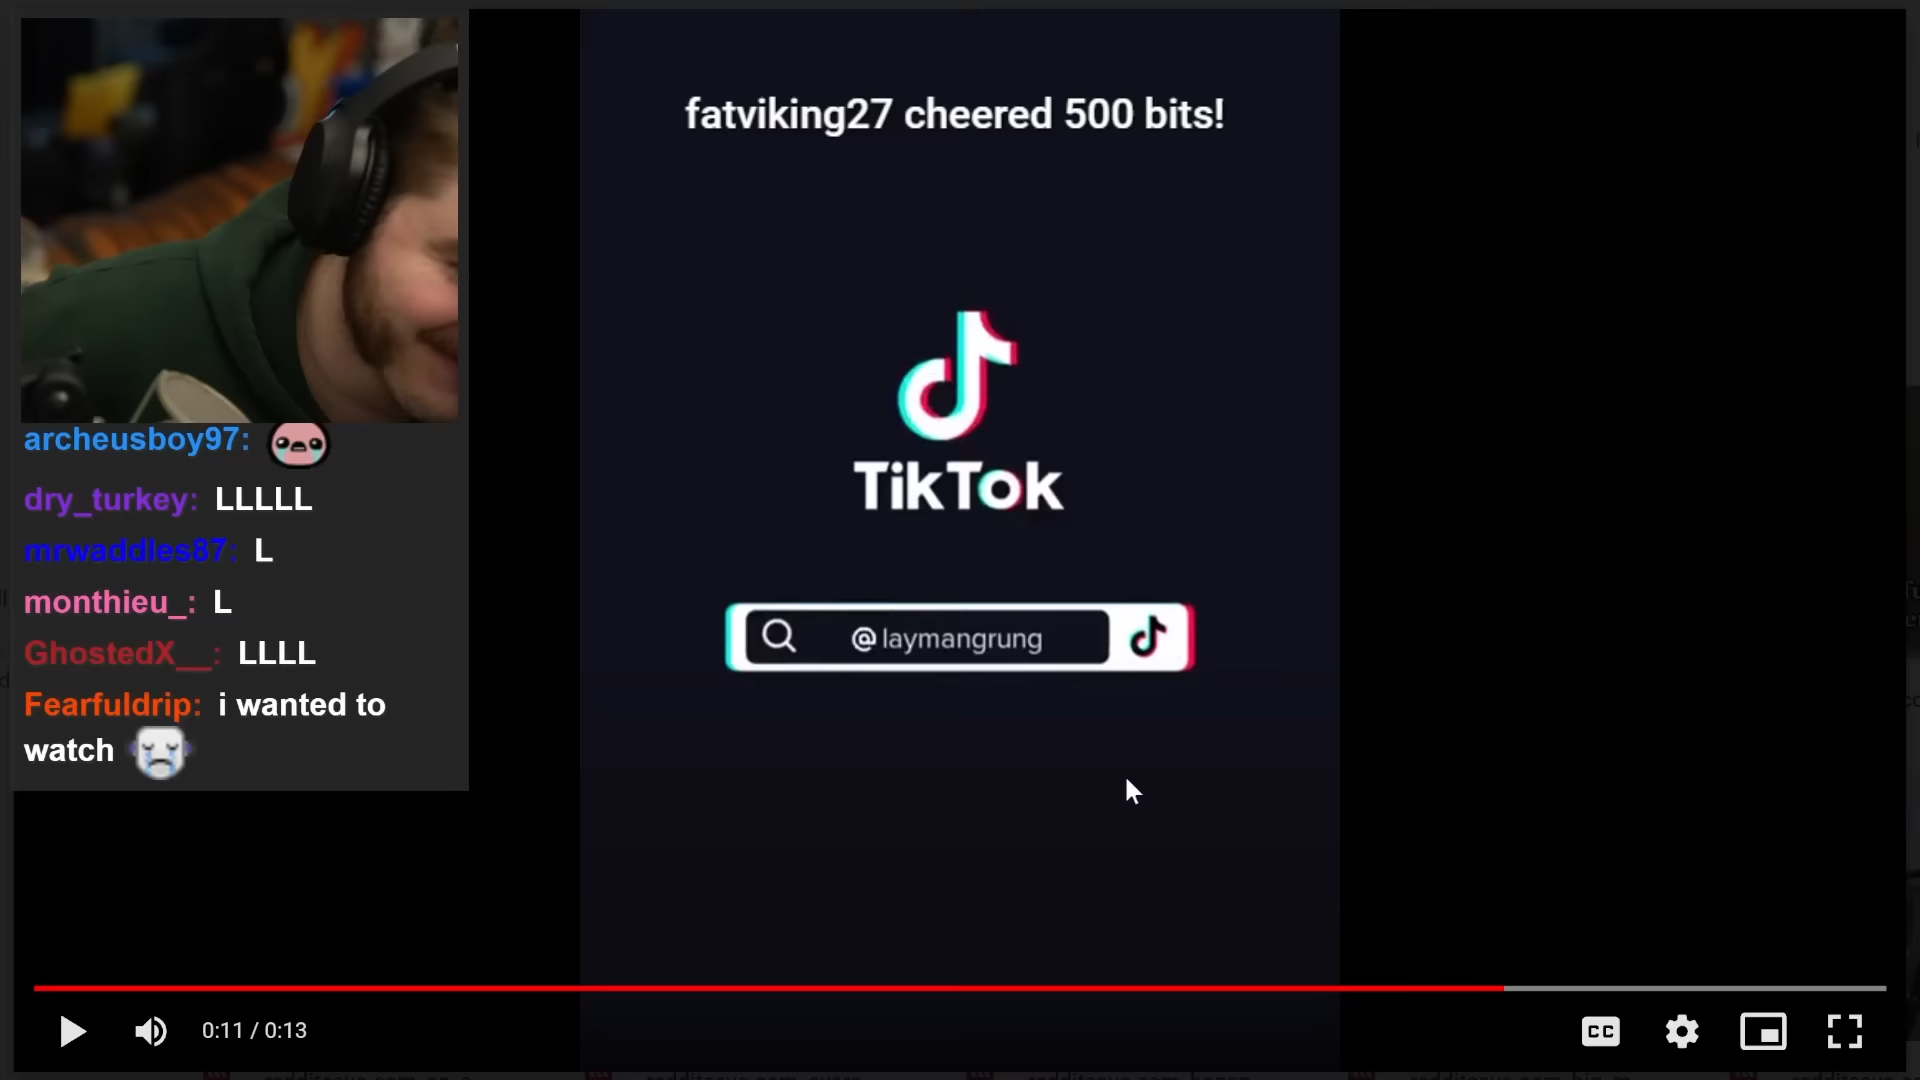 fatviking27 cheered 500 bits!
TikTok
@laymangrung
archeusboy97:
dry_turkey: LLLLL
mrwaddles87: L
monthieu_: L
GhostedX__: LLLL
Fearfuldrip: i wanted to
watch
0:11 / 0:13
CC